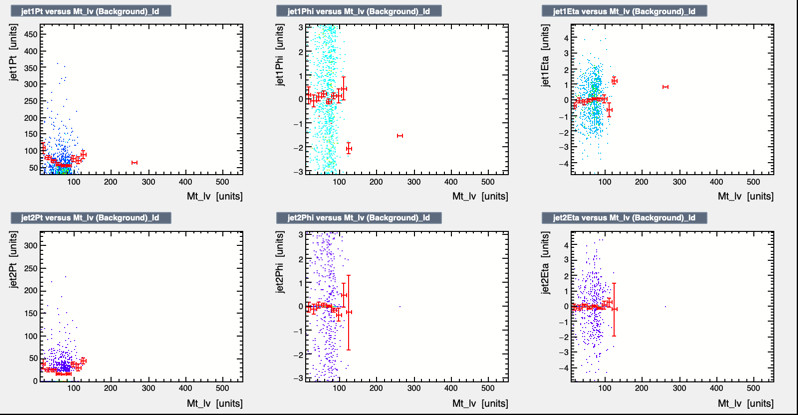 jet1Pt versus Mt_lv (Background)_Id
jet1Phi versus Mt_lv (Background)_Id
jet1Eta versus Mt_lv (Background)_Id
jet1Pt [units]
450
400
350
300
250
200
150
100
50
100 200 300 400 500
Mt_lv [units]
jet1Phi [units]
3
2
1
0
−1
−2
−3
100 200 300 400 500
Mt_lv [units]
jet1Eta [units]
4
3
2
1
0
−1
−2
−3
−4
100 200 300 400 500
Mt_lv [units]
jet2Pt versus Mt_lv (Background)_Id
jet2Phi versus Mt_lv (Background)_Id
jet2Eta versus Mt_lv (Background)_Id
jet2Pt [units]
300
250
200
150
100
50
0
100 200 300 400 500
Mt_lv [units]
jet2Phi [units]
3
2
1
0
−1
−2
−3
100 200 300 400 500
Mt_lv [units]
jet2Eta [units]
4
3
2
1
0
−1
−2
−3
−4
100 200 300 400 500
Mt_lv [units]